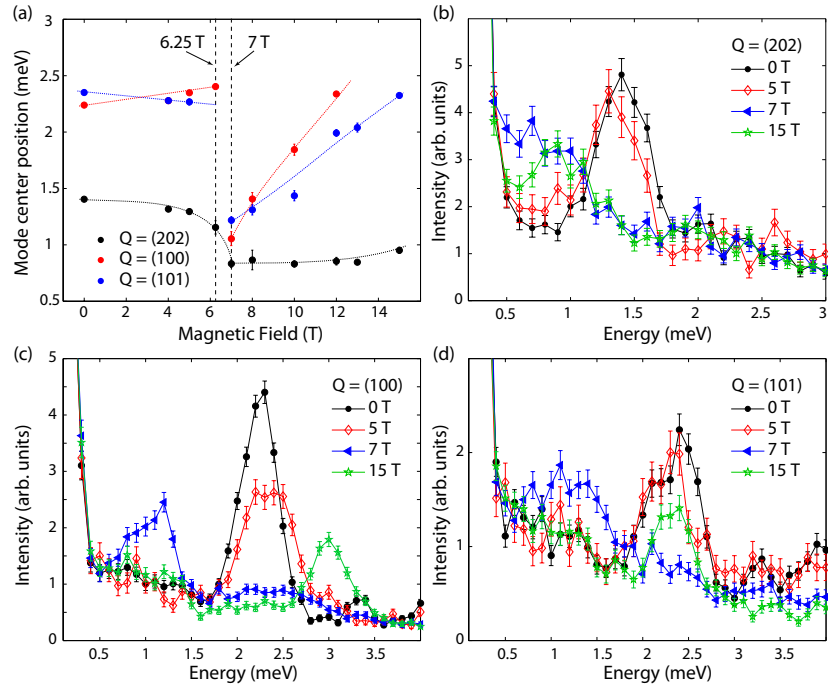 (a)
6.25 T
7 T
Mode center position (meV)
3
2.5
2
1.5
1
0.5
Q = (202)
Q = (100)
Q = (101)
0 2 4 6 8 10 12 14
Magnetic Field (T)
(b)
Q = (202)
0 T
5 T
7 T
15 T
Intensity (arb. units)
5
4
3
2
1
0
0.5 1 1.5 2 2.5 3
Energy (meV)
(c)
Q = (100)
0 T
5 T
7 T
15 T
Intensity (arb. units)
5
4
3
2
1
0
0.5 1 1.5 2 2.5 3 3.5
Energy (meV)
(d)
Q = (101)
0 T
5 T
7 T
15 T
Intensity (arb. units)
2
1
0
0.5 1 1.5 2 2.5 3 3.5
Energy (meV)